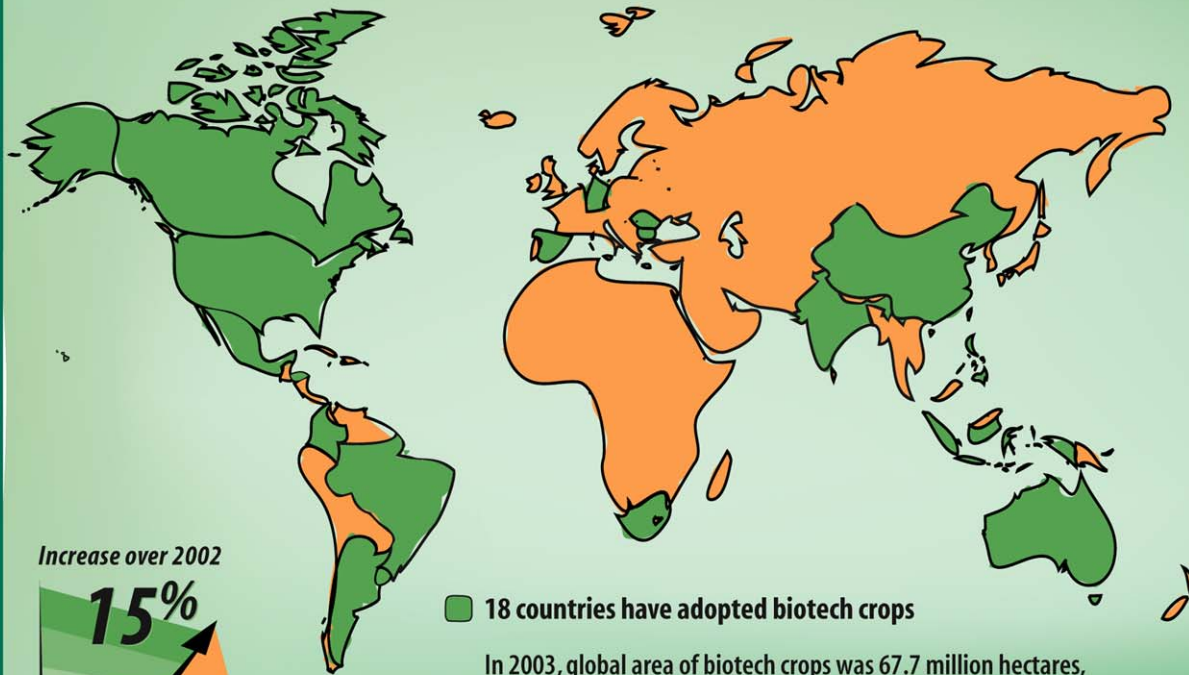 Increase over 2002
15%
18 countries have adopted biotech crops
In 2003, global area of biotech crops was 67.7 million hectares,